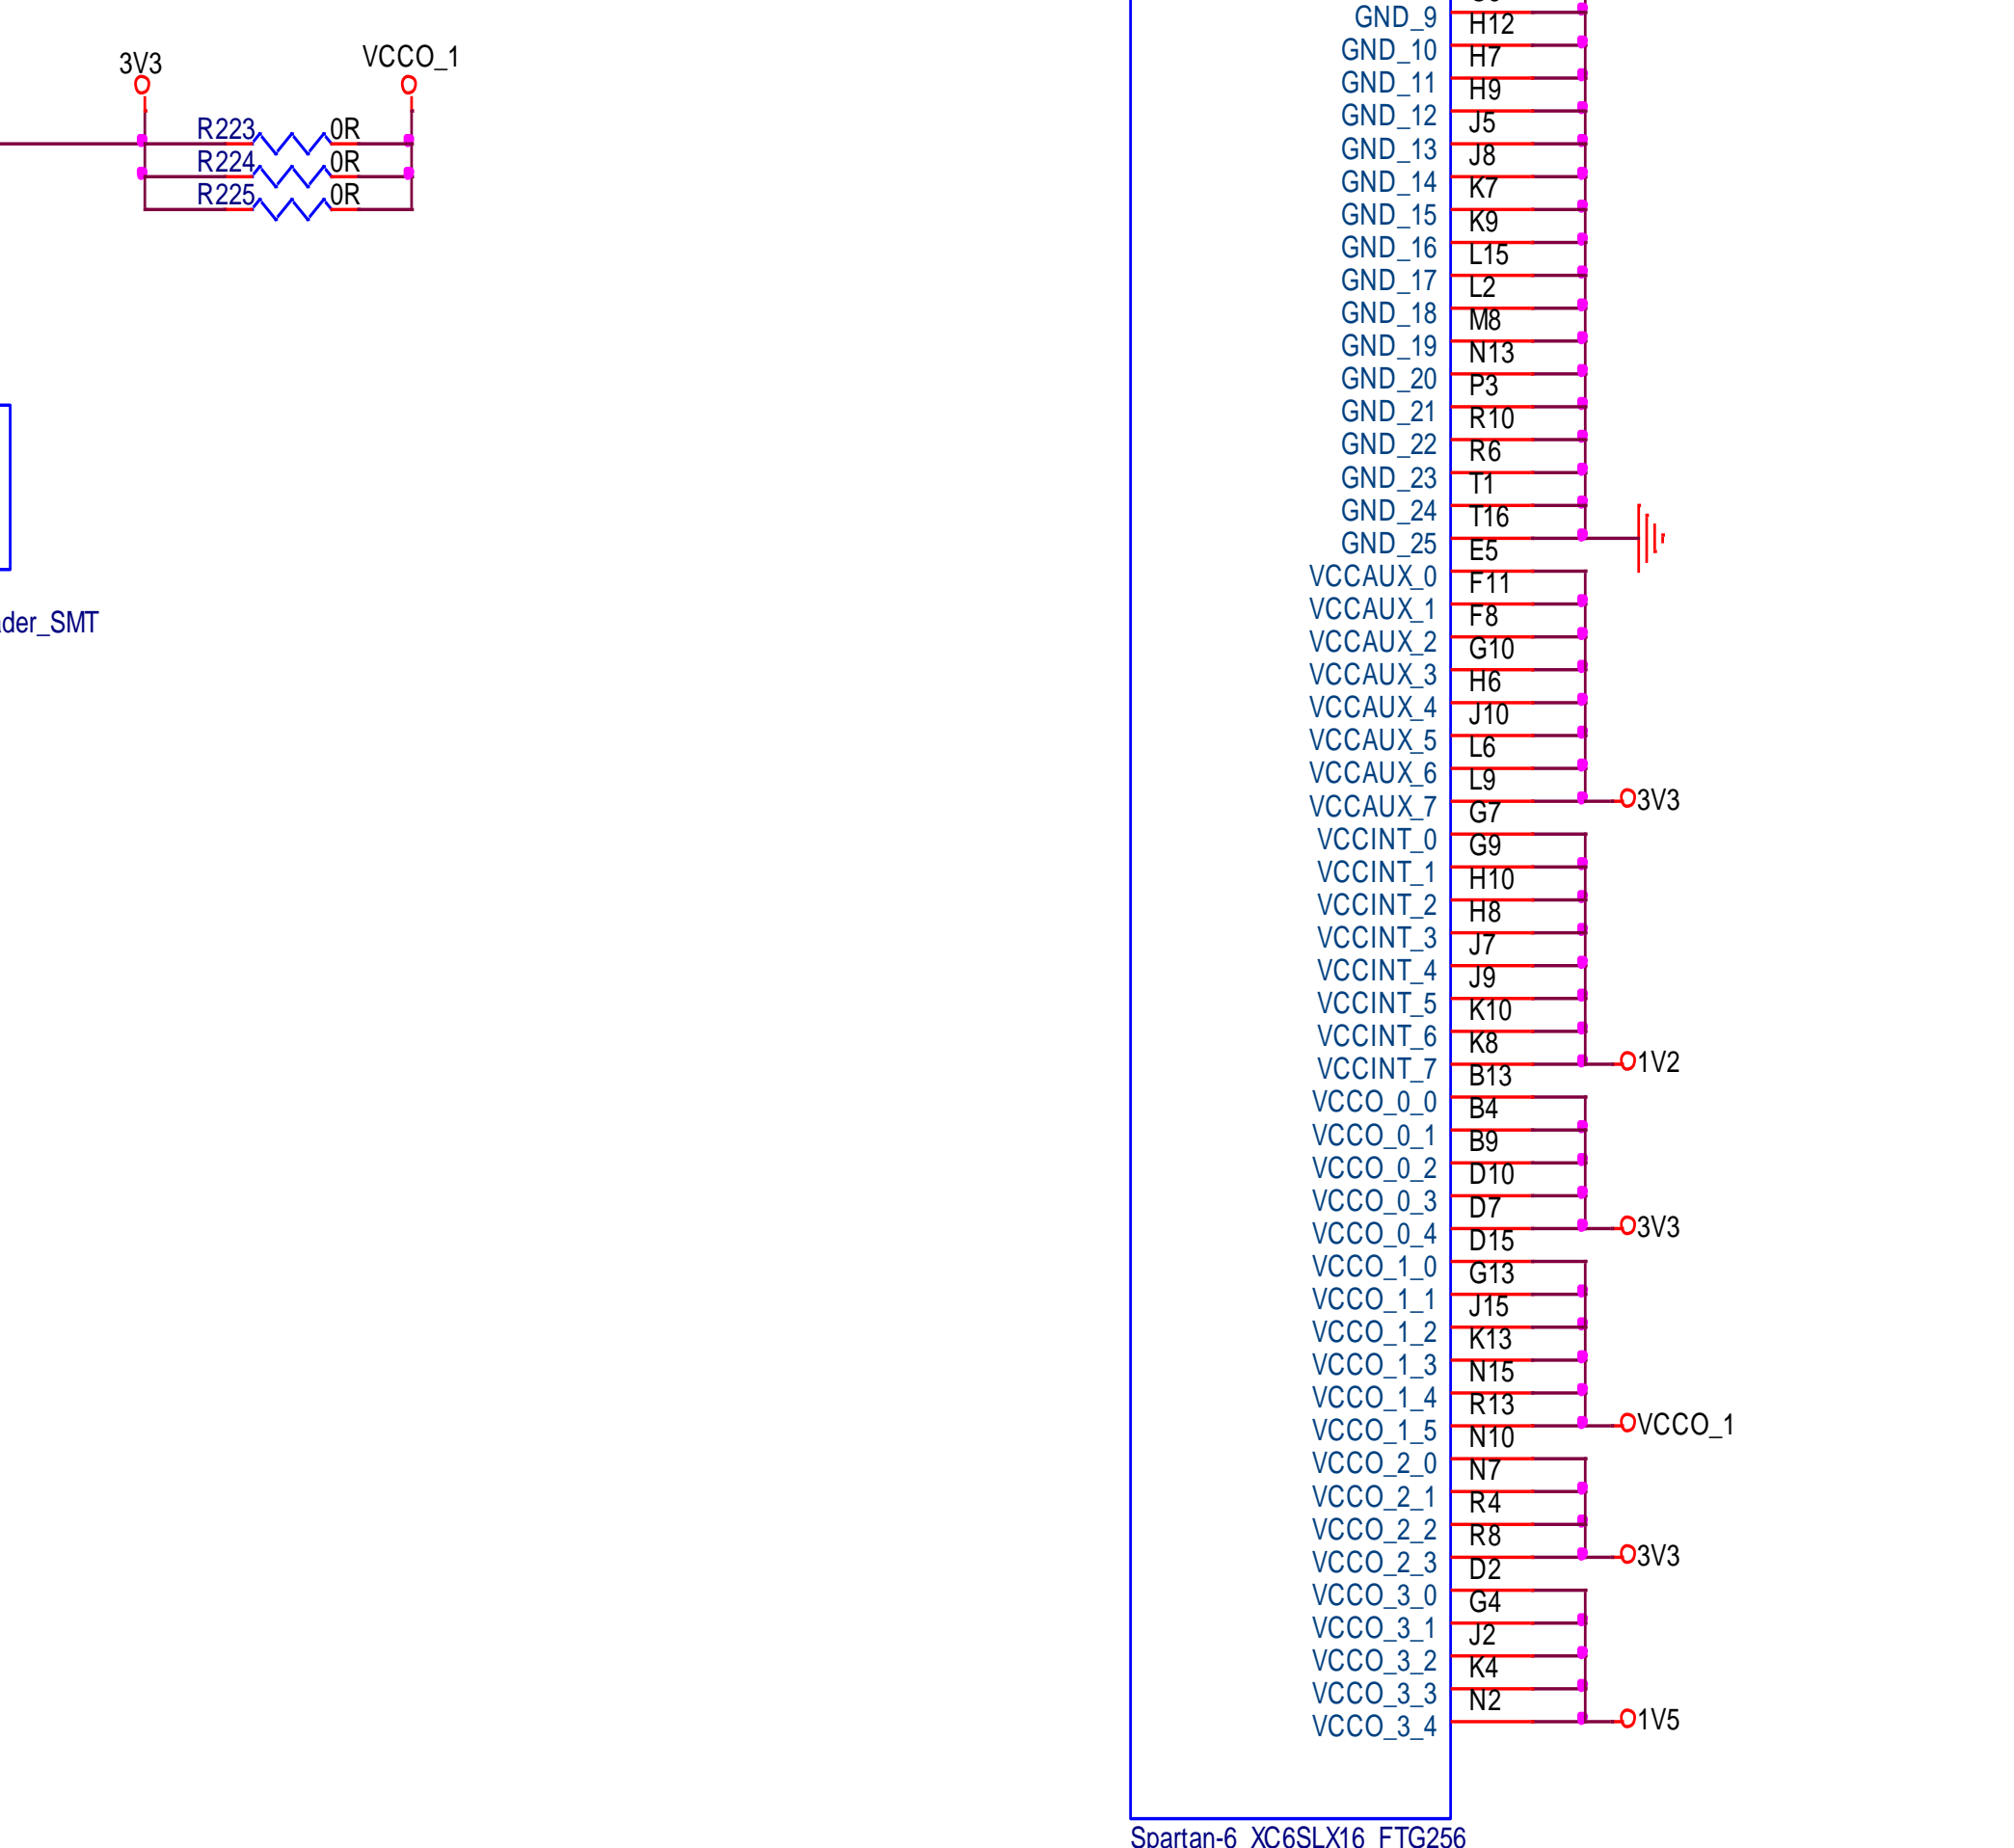 3V3
VCCO_1
R223 0R
R224 0R
R225 0R
der_SMT
GND_9
GND_10 H12
GND_11 H7
GND_12 H9
GND_13 J5
GND_14 J8
GND_15 K7
GND_16 K9
GND_17 L15
GND_18 L2
GND_19 M8
GND_20 N13
GND_21 P3
GND_22 R10
GND_23 R6
GND_24 T1
GND_25 T16
VCCAUX_0 E5
VCCAUX_1 F11
VCCAUX_2 F8
VCCAUX_3 G10
VCCAUX_4 H6
VCCAUX_5 J10
VCCAUX_6 L6
VCCAUX_7 L9 3V3
VCCINT_0 G7
VCCINT_1 G9
VCCINT_2 H10
VCCINT_3 H8
VCCINT_4 J7
VCCINT_5 J9
VCCINT_6 K10
VCCINT_7 K8 1V2
VCCO_0_0 B13
VCCO_0_1 B4
VCCO_0_2 B9
VCCO_0_3 D10
VCCO_0_4 D7 3V3
VCCO_1_0 D15
VCCO_1_1 G13
VCCO_1_2 J15
VCCO_1_3 K13
VCCO_1_4 N15
VCCO_1_5 R13 VCCO_1
VCCO_2_0 N10
VCCO_2_1 N7
VCCO_2_2 R4
VCCO_2_3 R8 3V3
VCCO_3_0 D2
VCCO_3_1 G4
VCCO_3_2 J2
VCCO_3_3 K4
VCCO_3_4 N2 1V5
Spartan-6_XC6SLX16_FTG256